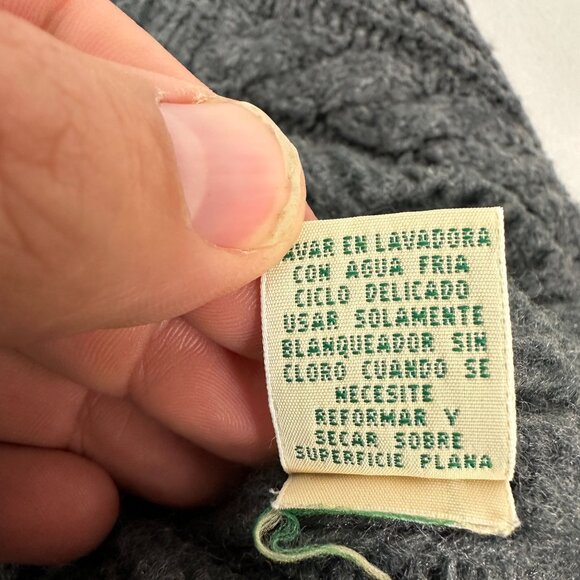 LAVAR EN LAVADORA
CON AGUA FRIA
CICLO DELICADO
USAR SOLAMENTE
BLANQUEADOR SIN
CLORO CUANDO SE
NECESITE
REFORMAR Y
SECAR SOBRE
SUPERFICIE PLANA